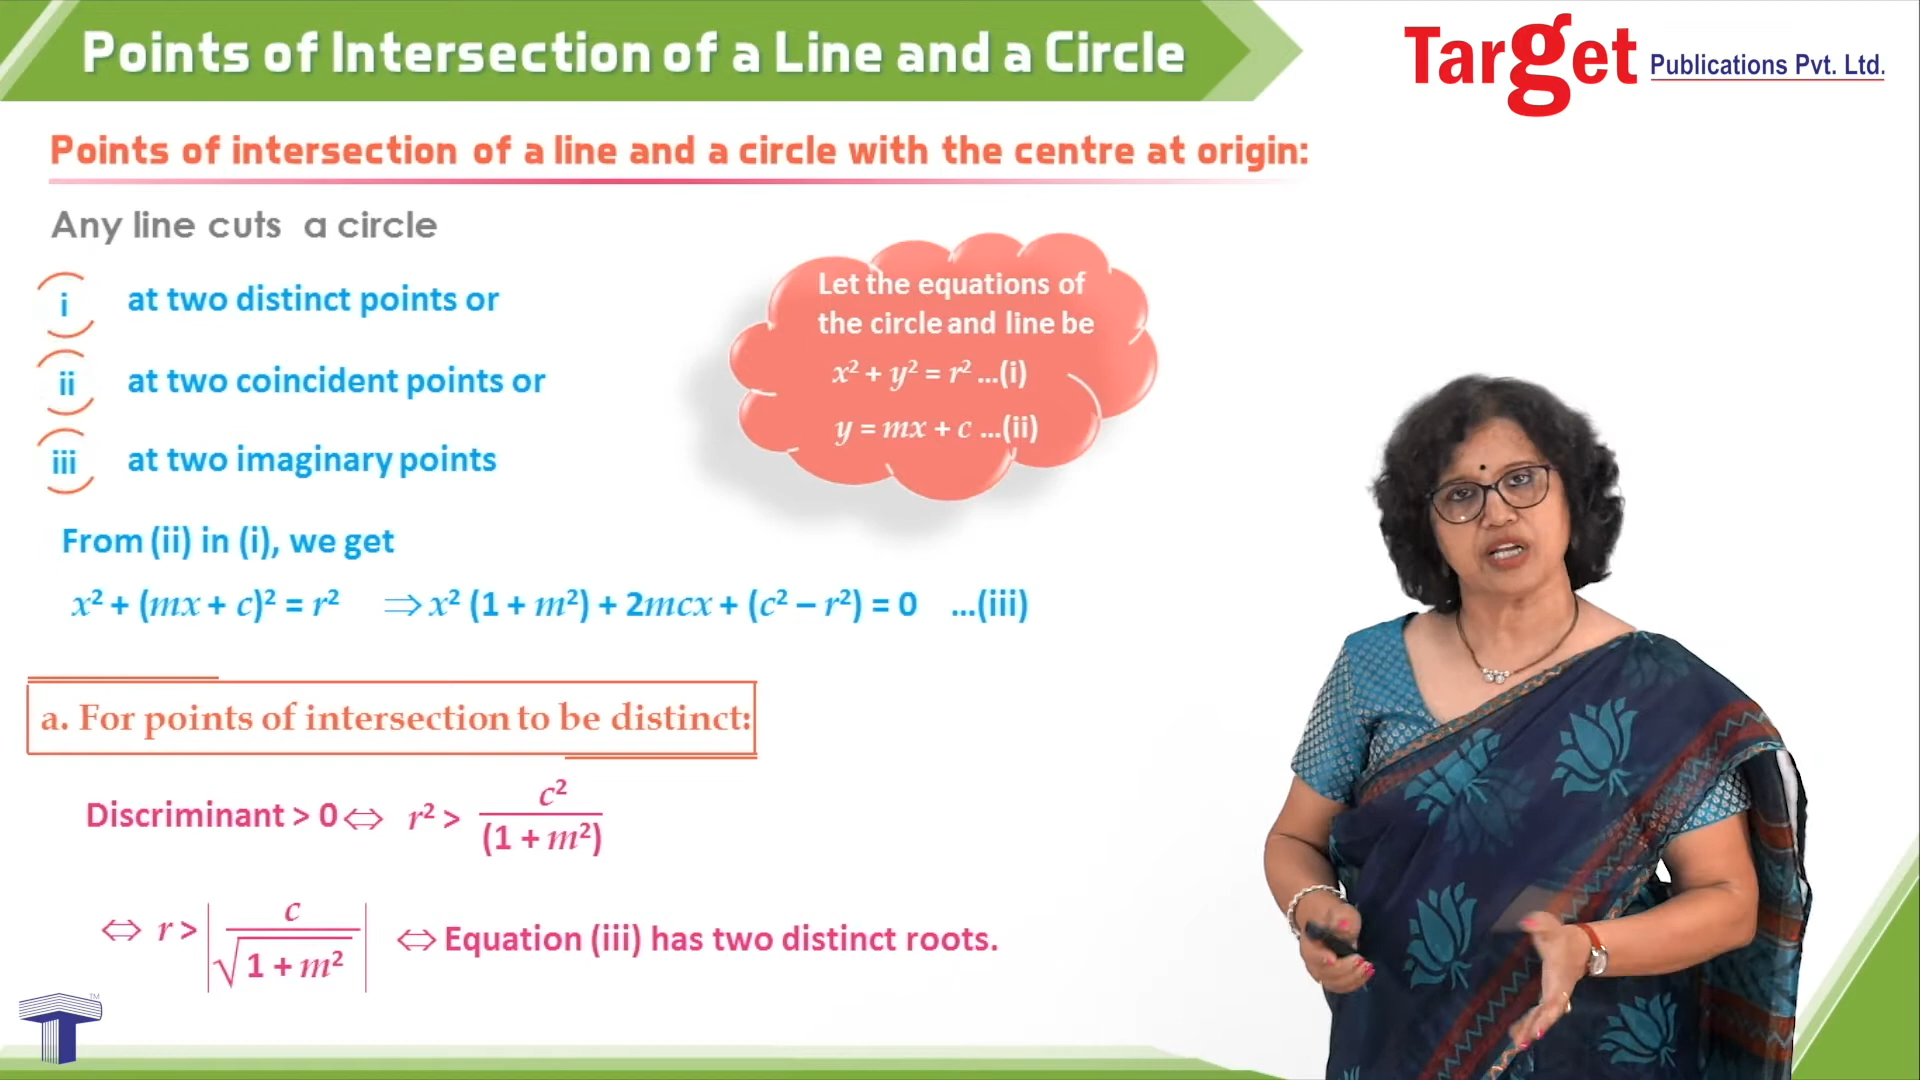 Points of Intersection of a Line and a Circle
Target Publications Pvt. Ltd.
Points of intersection of a line and a circle with the centre at origin:
Any line cuts a circle
i at two distinct points or
ii at two coincident points or
iii at two imaginary points
Let the equations of
the circle and line be
x² + y² = r² ...(i)
y = mx + c ...(ii)
From (ii) in (i), we get
x² + (mx + c)² = r² ⇒ x² (1 + m²) + 2mcx + (c² – r²) = 0 ...(iii)
a. For points of intersection to be distinct:
Discriminant > 0 ⇔ r² > c² / (1 + m²)
⇔ r > | c / √(1 + m²) | ⇔ Equation (iii) has two distinct roots.
T TM